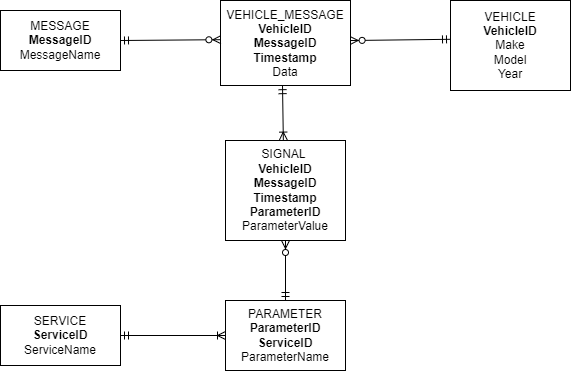 MESSAGE
MessageID
MessageName
VEHICLE_MESSAGE
VehicleID
MessageID
Timestamp
Data
VEHICLE
VehicleID
Make
Model
Year
SIGNAL
VehicleID
MessageID
Timestamp
ParameterID
ParameterValue
SERVICE
ServiceID
ServiceName
PARAMETER
ParameterID
ServiceID
ParameterName